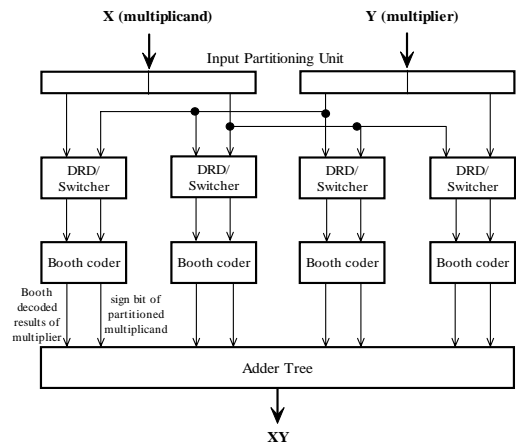 X (multiplicand)
Y (multiplier)
Input Partitioning Unit
DRD/
Switcher
DRD/
Switcher
DRD/
Switcher
DRD/
Switcher
Booth coder
Booth coder
Booth coder
Booth coder
Booth
decoded
results of
multiplier
sign bit of
partitioned
multiplicand
Adder Tree
XY